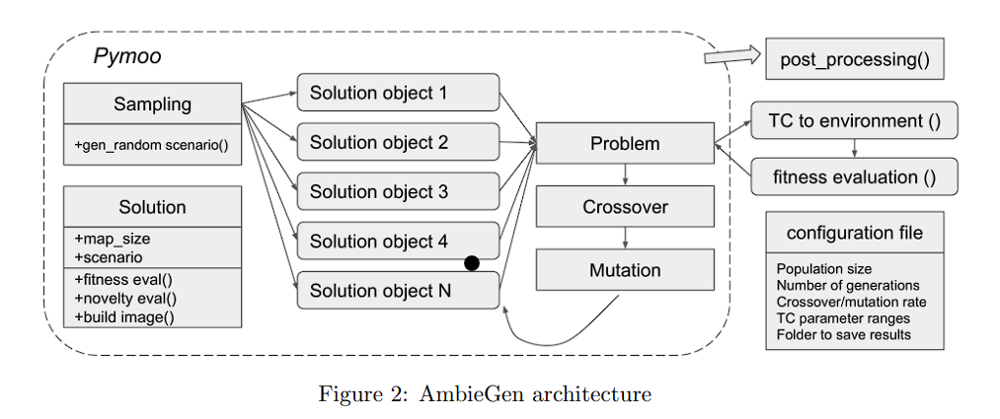 Pymoo
Sampling
+gen_random scenario()
Solution
+map_size
+scenario
+fitness eval()
+novelty eval()
+build image()
Solution object 1
Solution object 2
Solution object 3
Solution object 4
Solution object N
Problem
Crossover
Mutation
post_processing()
TC to environment ()
fitness evaluation ()
configuration file
Population size
Number of generations
Crossover/mutation rate
TC parameter ranges
Folder to save results
Figure 2: AmbieGen architecture